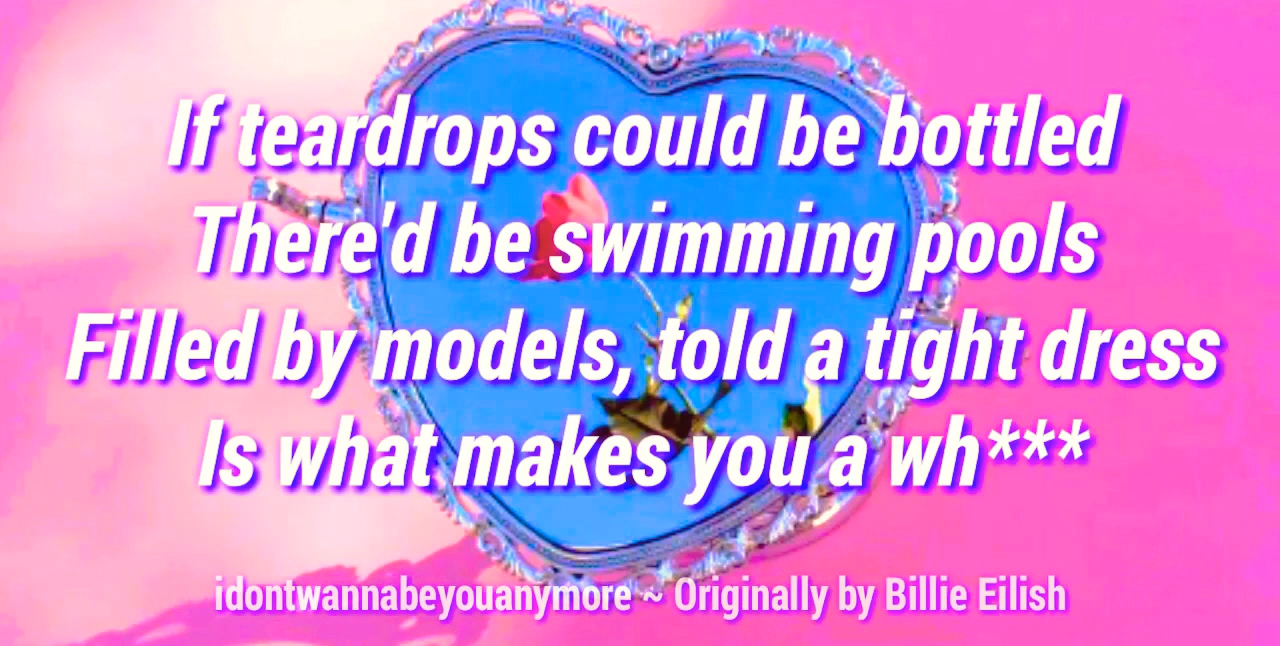 If teardrops could be bottled
There'd be swimming pools
Filled by models, told a tight dress
Is what makes you a wh***
idontwannabeyouanymore ~ Originally by Billie Eilish